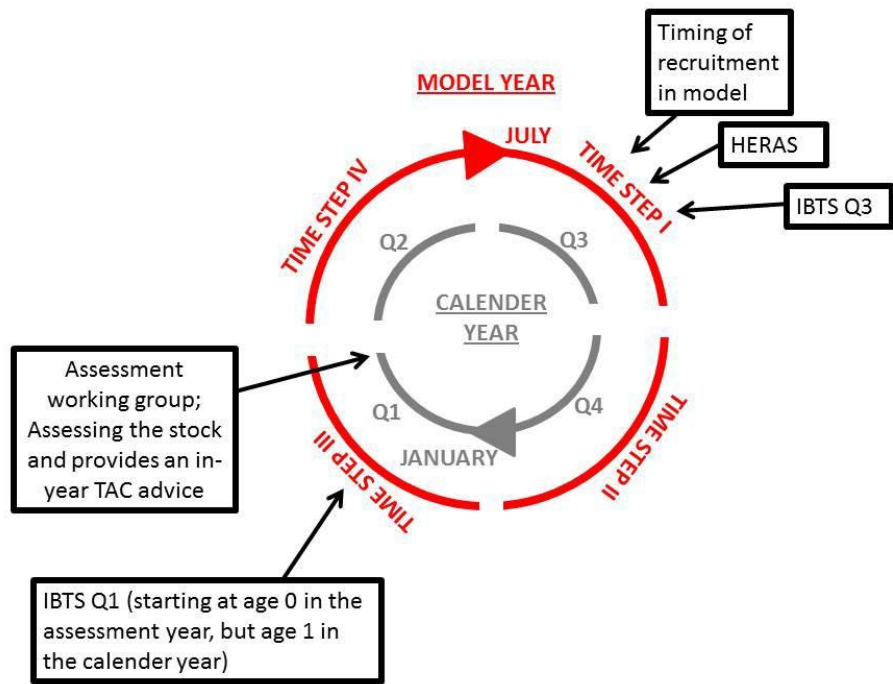 Timing of
recruitment
in model
MODEL YEAR
JULY
HERAS
TIME STEP I
IBTS Q3
TIME STEP IV
Q2
Q3
CALENDER
YEAR
Assessment
working group;
Assessing the stock
and provides an in-
year TAC advice
Q1
Q4
JANUARY
TIME STEP III
TIME STEP II
IBTS Q1 (starting at age 0 in the
assessment year, but age 1 in
the calender year)